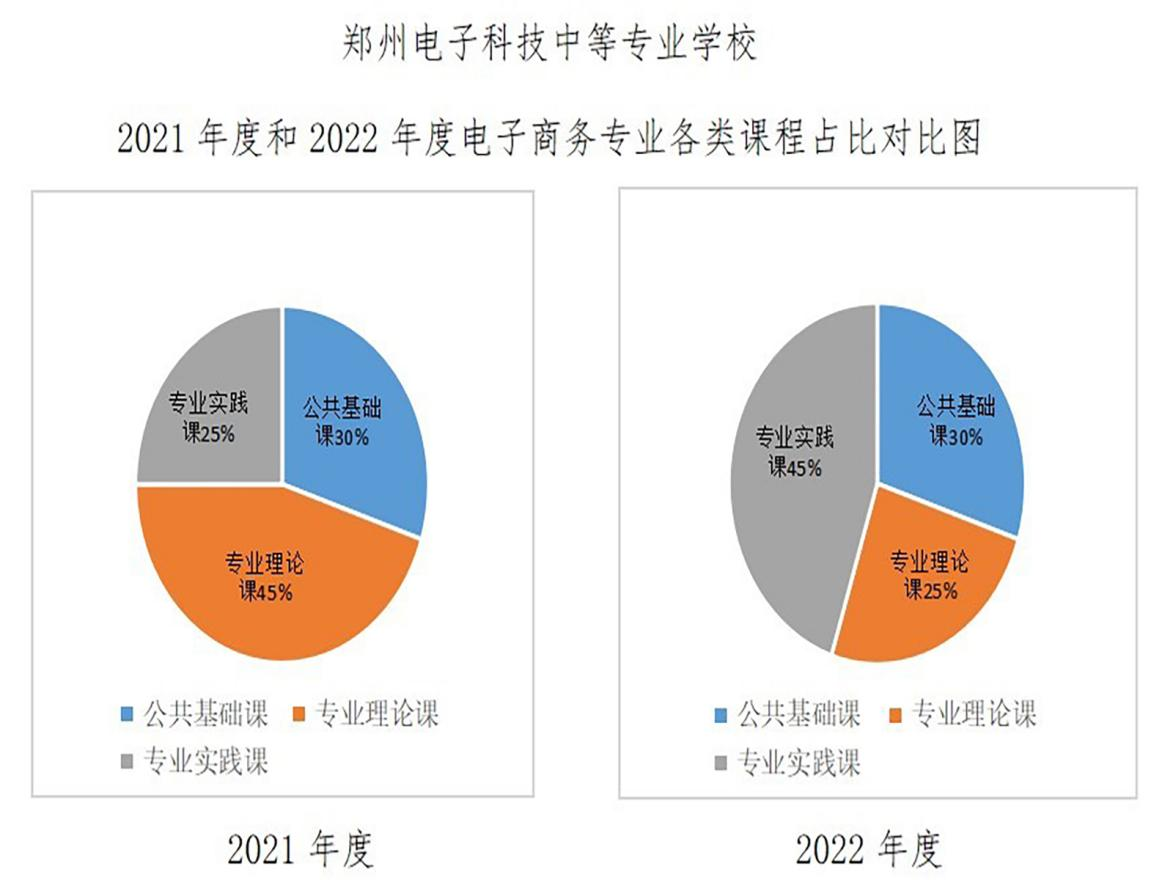 郑州电子科技中等专业学校
2021 年度和 2022 年度电子商务专业各类课程占比对比图
专业实践
课25%
公共基础
课30%
专业理论
课45%
公共基础课 专业理论课
专业实践课
2021 年度
专业实践
课45%
公共基础
课30%
专业理论
课25%
公共基础课 专业理论课
专业实践课
2022 年度